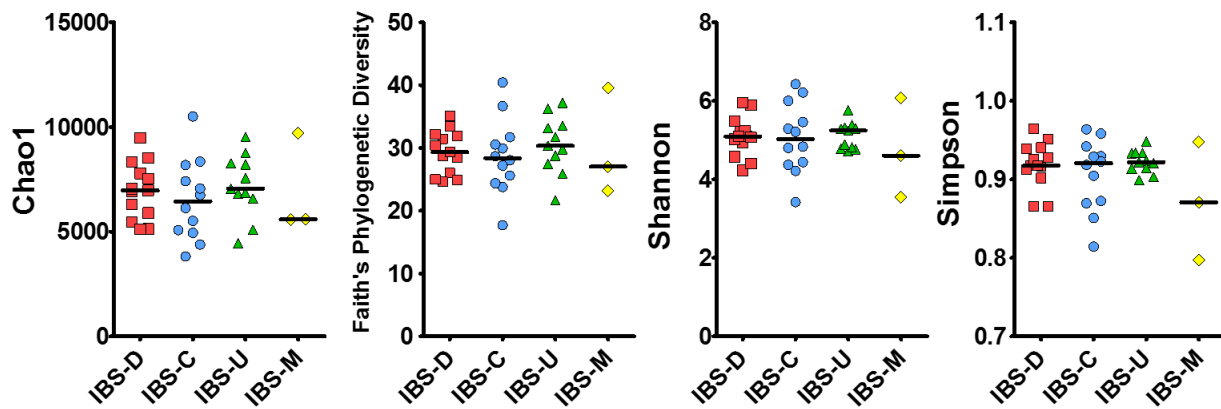 Chao1
15000
10000
5000
0
IBS-D
IBS-C
IBS-U
IBS-M
Faith's Phylogenetic Diversity
50
40
30
20
10
0
IBS-D
IBS-C
IBS-U
IBS-M
Shannon
8
6
4
2
0
IBS-D
IBS-C
IBS-U
IBS-M
Simpson
1.1
1.0
0.9
0.8
0.7
IBS-D
IBS-C
IBS-U
IBS-M